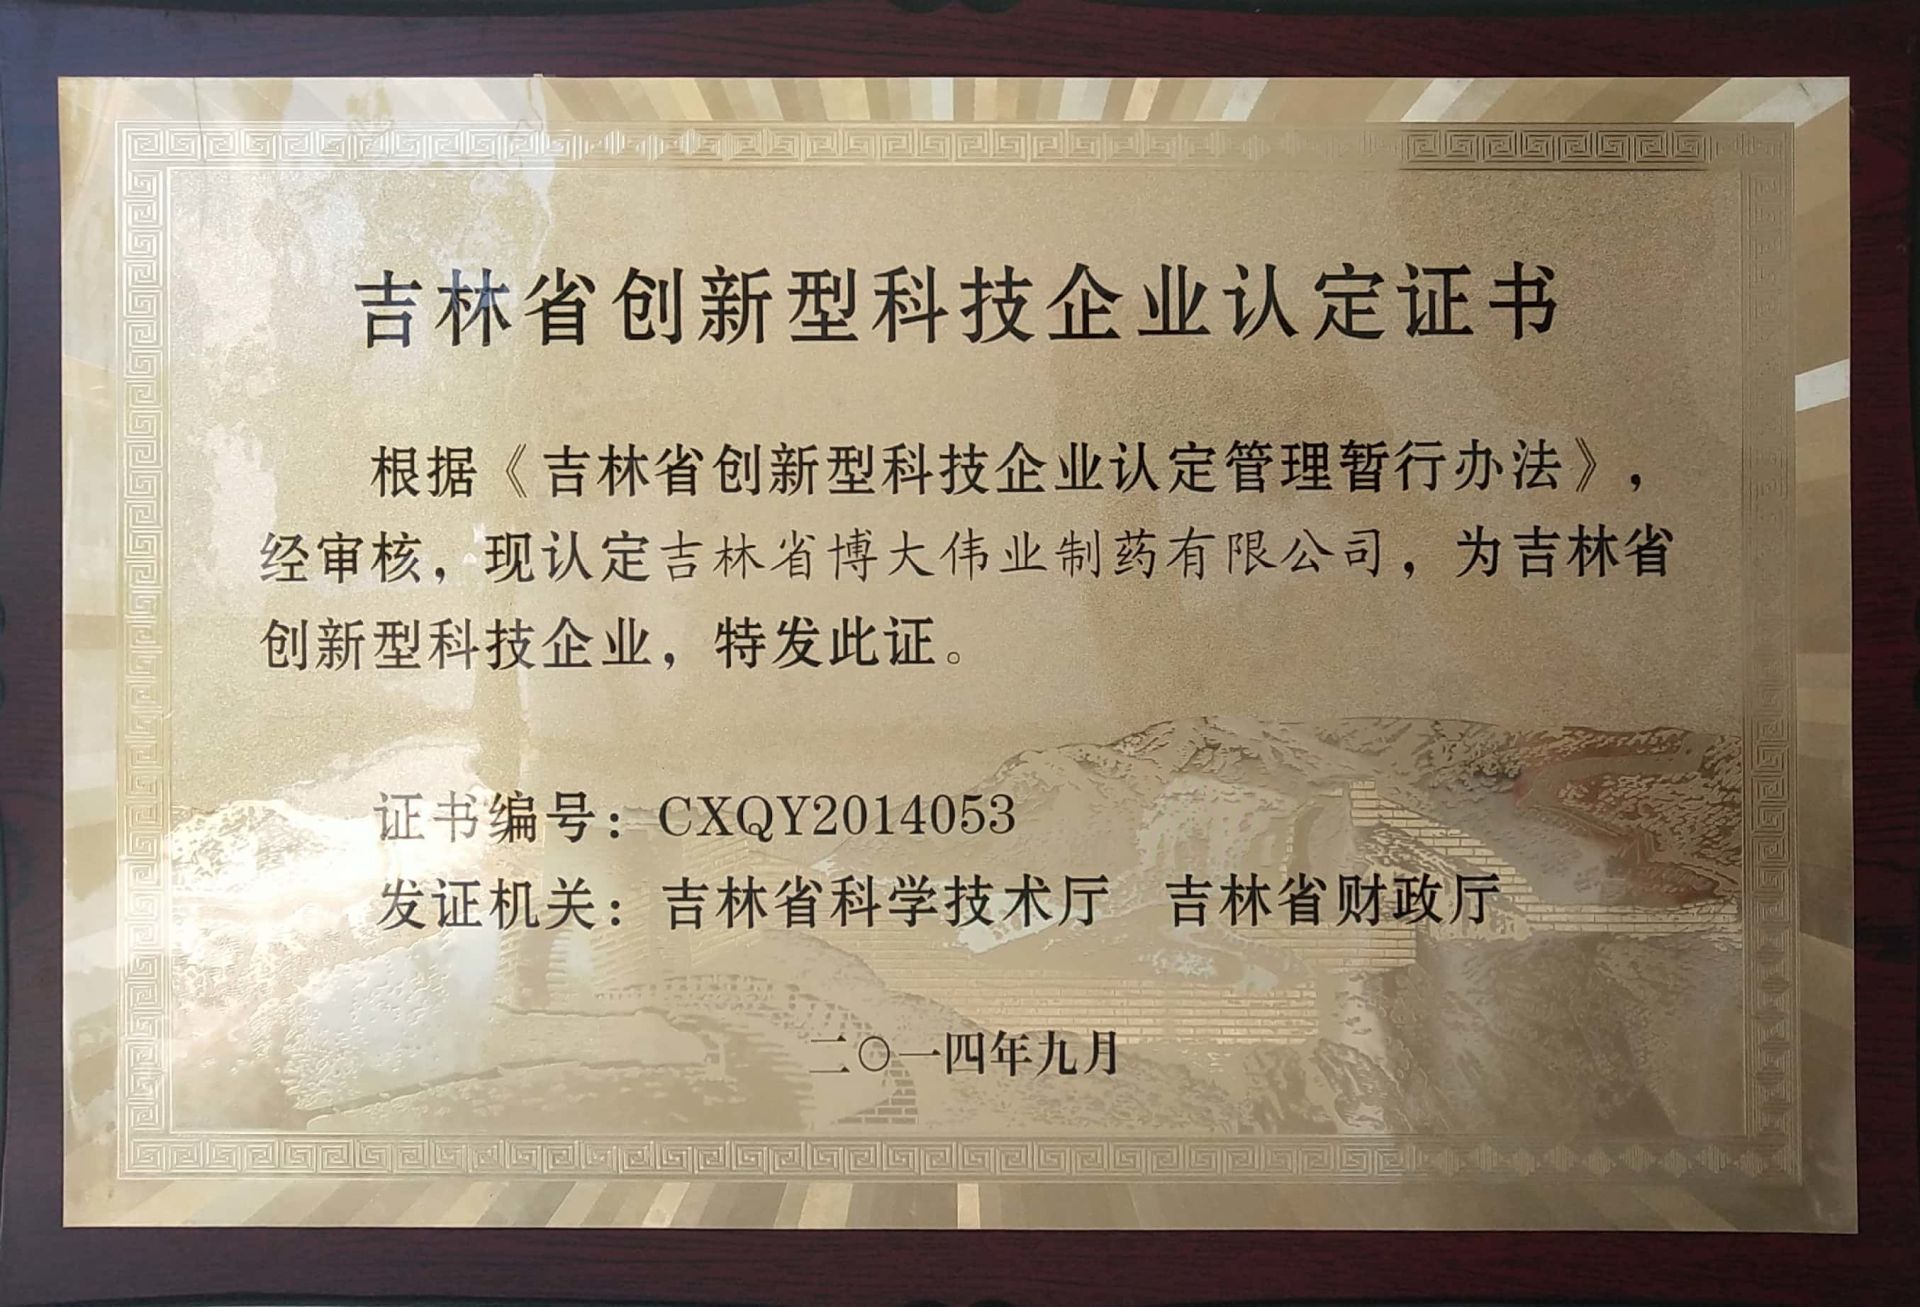 吉林省创新型科技企业认定证书
根据《吉林省创新型科技企业认定管理暂行办法》,
经审核,现认定吉林省博大伟业制药有限公司,为吉林省
创新型科技企业,特发此证。
证书编号:CXQY2014053
发证机关:吉林省科学技术厅 吉林省财政厅
二〇一四年九月